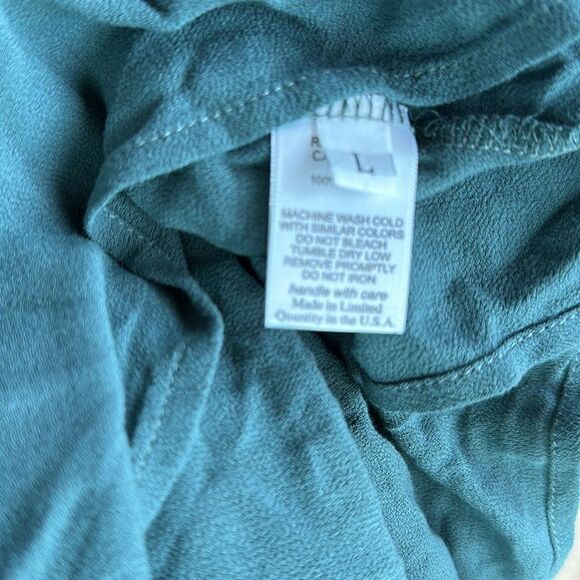 L
100%
MACHINE WASH COLD
WITH SIMILAR COLORS
DO NOT BLEACH
TUMBLE DRY LOW
REMOVE PROMPTLY
DO NOT IRON
handle with care
Made in Limited
Quantity in the U.S.A.